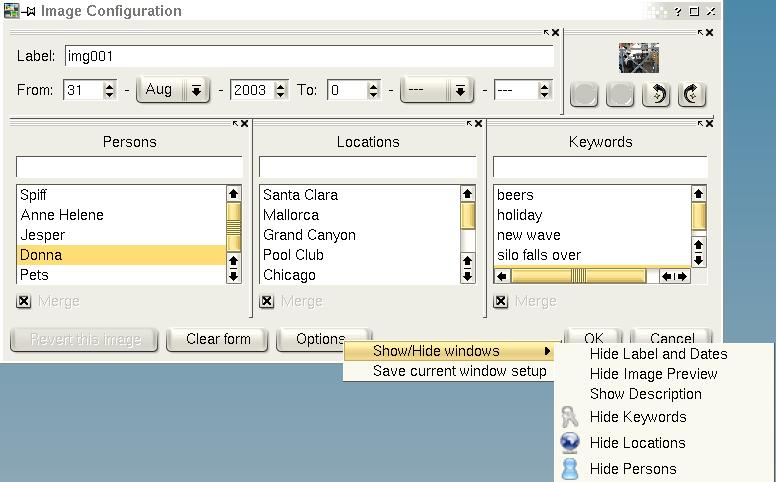 Image Configuration
Label: img001
From: 31 - Aug - 2003 To: 0 - --- - ---
Persons Locations Keywords
Spiff Santa Clara beers
Anne Helene Mallorca holiday
Jesper Grand Canyon new wave
Donna Pool Club silo falls over
Pets Chicago
Merge Merge Merge
Revert this image Clear form Options... OK Cancel
Show/Hide windows
Save current window setup
Hide Label and Dates
Hide Image Preview
Show Description
Hide Keywords
Hide Locations
Hide Persons